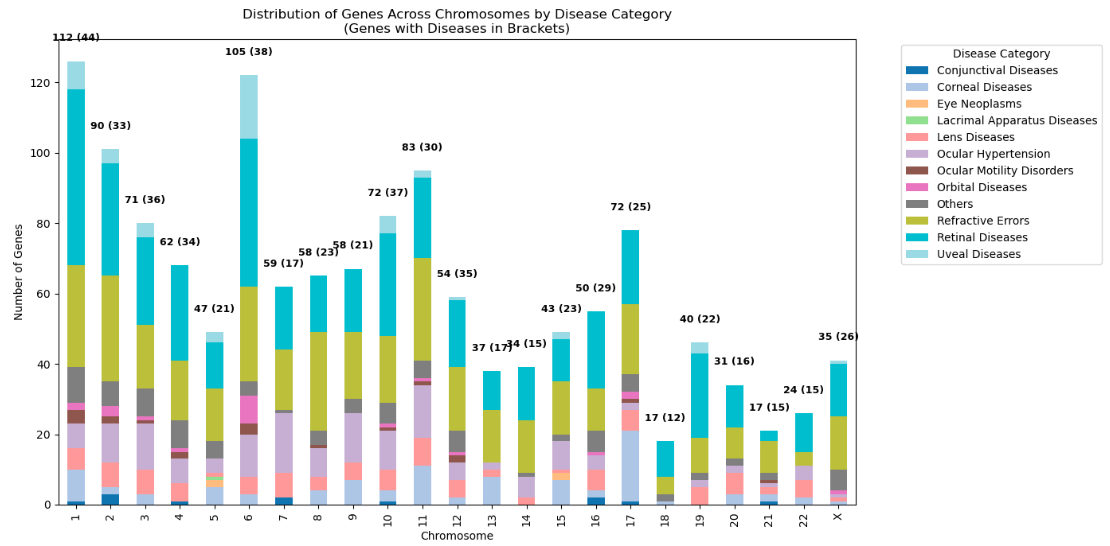 Distribution of Genes Across Chromosomes by Disease Category
(Genes with Diseases in Brackets)
112 (44)
90 (33)
71 (36)
62 (34)
47 (21)
105 (38)
59 (17)
58 (23)
58 (21)
72 (37)
83 (30)
54 (35)
37 (17)
34 (15)
43 (23)
50 (29)
72 (25)
17 (12)
40 (22)
31 (16)
17 (15)
24 (15)
35 (26)
Number of Genes
120
100
80
60
40
20
0
1 2 3 4 5 6 7 8 9 10 11 12 13 14 15 16 17 18 19 20 21 22 X
Chromosome
Disease Category
Conjunctival Diseases
Corneal Diseases
Eye Neoplasms
Lacrimal Apparatus Diseases
Lens Diseases
Ocular Hypertension
Ocular Motility Disorders
Orbital Diseases
Others
Refractive Errors
Retinal Diseases
Uveal Diseases